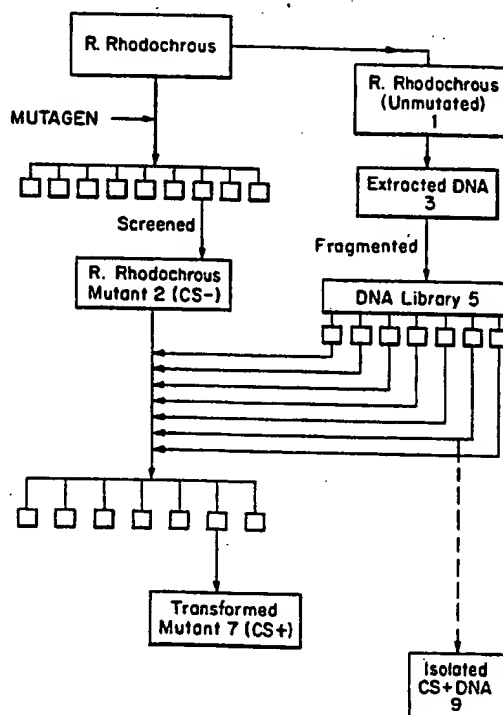 R. Rhodochrous
R. Rhodochrous
(Unmutated)
1
MUTAGEN
Extracted DNA
3
Screened
Fragmented
R. Rhodochrous
Mutant 2 (CS-)
DNA Library 5
Transformed
Mutant 7 (CS+)
Isolated
CS+DNA
9